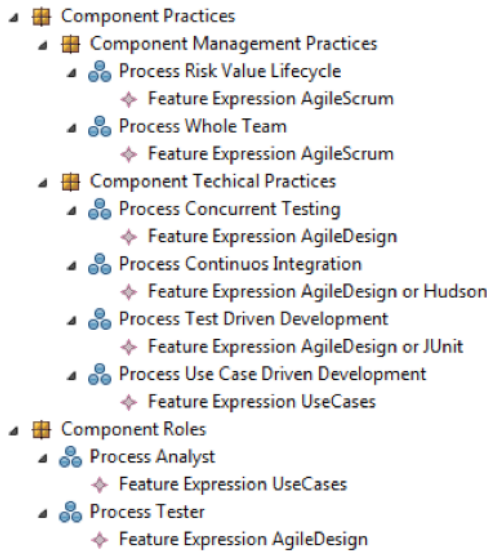 Component Practices
Component Management Practices
Process Risk Value Lifecycle
Feature Expression AgileScrum
Process Whole Team
Feature Expression AgileScrum
Component Techical Practices
Process Concurrent Testing
Feature Expression AgileDesign
Process Continuos Integration
Feature Expression AgileDesign or Hudson
Process Test Driven Development
Feature Expression AgileDesign or JUnit
Process Use Case Driven Development
Feature Expression UseCases
Component Roles
Process Analyst
Feature Expression UseCases
Process Tester
Feature Expression AgileDesign